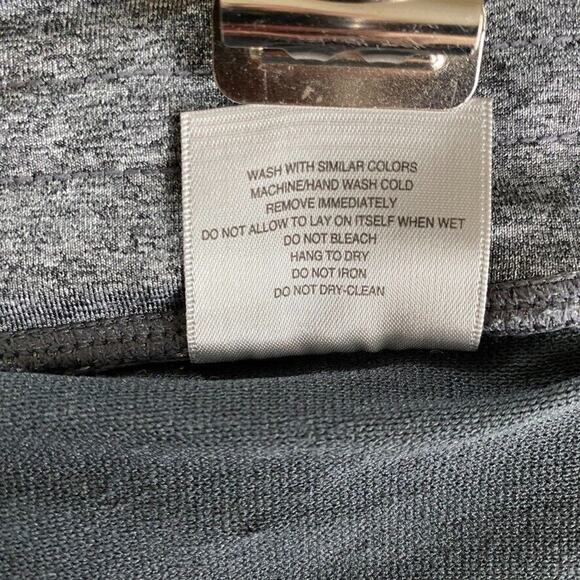 WASH WITH SIMILAR COLORS
MACHINE/HAND WASH COLD
REMOVE IMMEDIATELY
DO NOT ALLOW TO LAY ON ITSELF WHEN WET
DO NOT BLEACH
HANG TO DRY
DO NOT IRON
DO NOT DRY-CLEAN